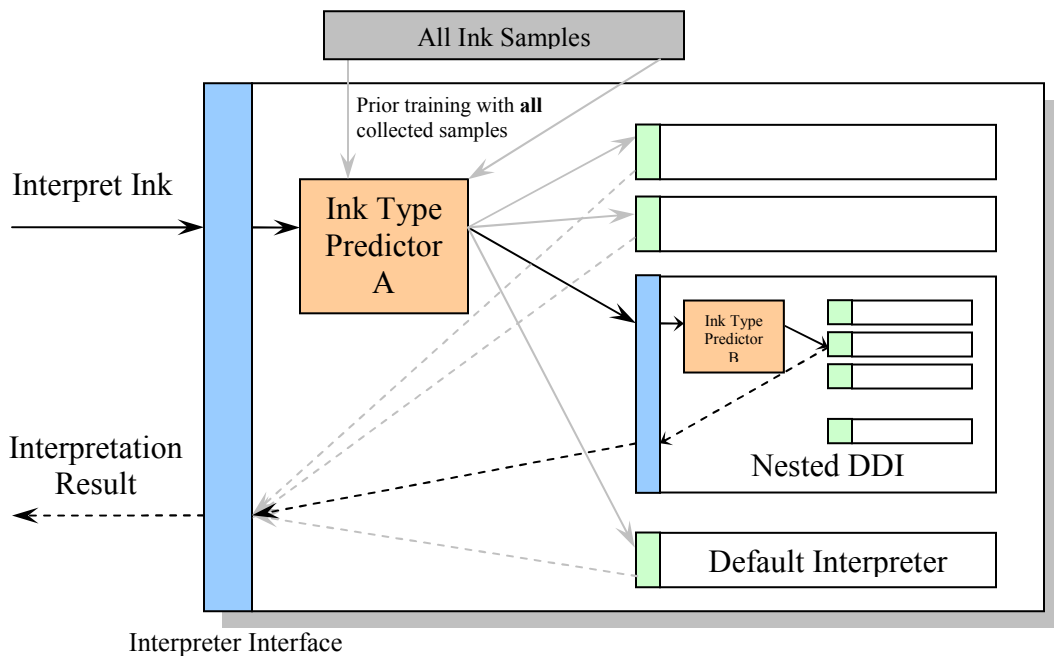 All Ink Samples
Prior training with all
collected samples
Interpret Ink
Ink Type
Predictor
A
Ink Type
Predictor
B
Nested DDI
Interpretation
Result
Default Interpreter
Interpreter Interface